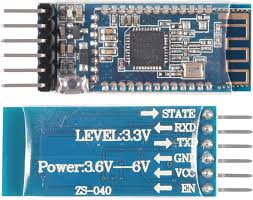 STATE
RXD
LEVEL:3.3V
TXD
GND
Power:3.6V—6V
VCC
ZS-040
EN